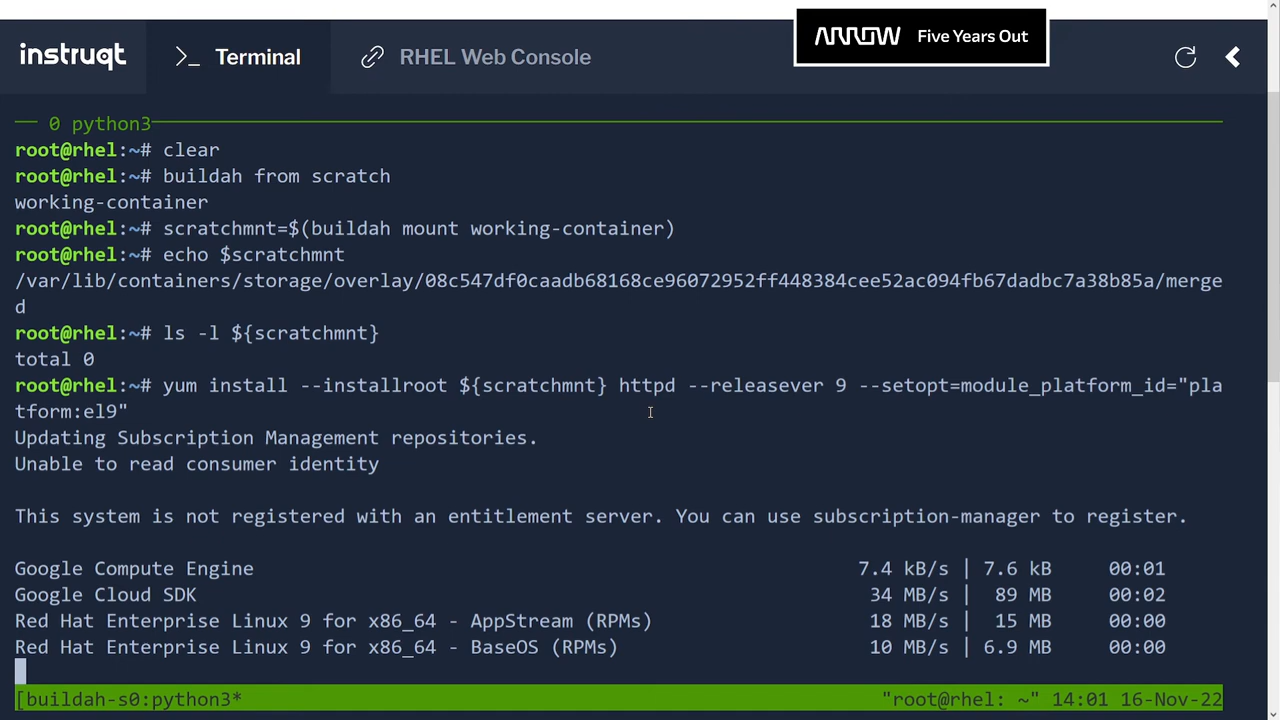 instruqt
>_ Terminal
RHEL Web Console
ARROW Five Years Out
0 python3
root@rhel:~# clear
root@rhel:~# buildah from scratch
working-container
root@rhel:~# scratchmnt=$(buildah mount working-container)
root@rhel:~# echo $scratchmnt
/var/lib/containers/storage/overlay/08c547df0caadb68168ce96072952ff448384cee52ac094fb67dadbc7a38b85a/merge
d
root@rhel:~# ls -l ${scratchmnt}
total 0
root@rhel:~# yum install --installroot ${scratchmnt} httpd --releasever 9 --setopt=module_platform_id="pla
tform:el9"
Updating Subscription Management repositories.
Unable to read consumer identity
This system is not registered with an entitlement server. You can use subscription-manager to register.
Google Compute Engine 7.4 kB/s | 7.6 kB 00:01
Google Cloud SDK 34 MB/s | 89 MB 00:02
Red Hat Enterprise Linux 9 for x86_64 - AppStream (RPMs) 18 MB/s | 15 MB 00:00
Red Hat Enterprise Linux 9 for x86_64 - BaseOS (RPMs) 10 MB/s | 6.9 MB 00:00
[buildah-s0:python3* "root@rhel: ~" 14:01 16-Nov-22